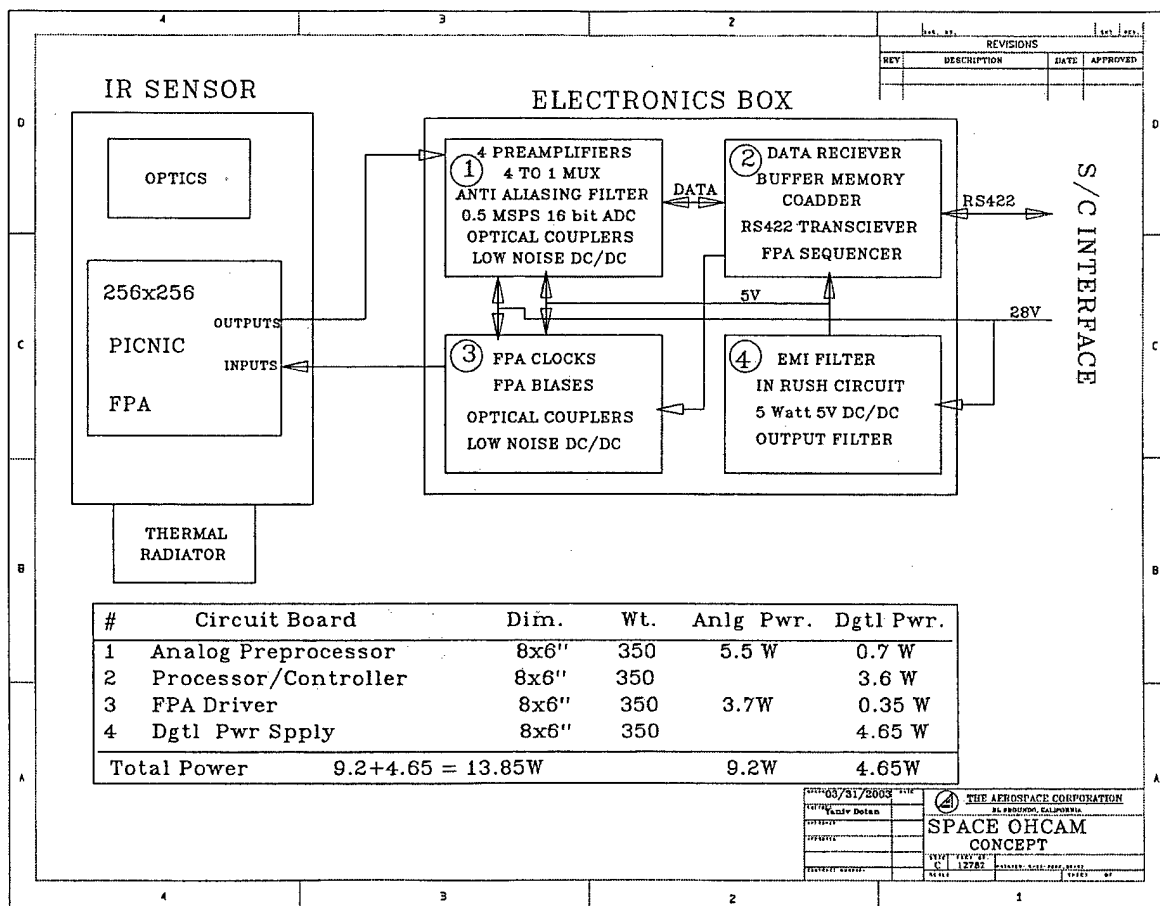 4 3 2
REVISIONS
REV DESCRIPTION DATE APPROVED
IR SENSOR
ELECTRONICS BOX
D
D
OPTICS
1
4 PREAMPLIFIERS
4 TO 1 MUX
ANTI ALIASING FILTER
0.5 MSPS 16 bit ADC
OPTICAL COUPLERS
LOW NOISE DC/DC
DATA
2
DATA RECIEVER
BUFFER MEMORY
COADDER
RS422 TRANSCIEVER
FPA SEQUENCER
RS422
S/C INTERFACE
256x256
PICNIC
FPA
OUTPUTS
INPUTS
5V
28V
C
C
3
FPA CLOCKS
FPA BIASES
OPTICAL COUPLERS
LOW NOISE DC/DC
4
EMI FILTER
IN RUSH CIRCUIT
5 Watt 5V DC/DC
OUTPUT FILTER
THERMAL
RADIATOR
B
B
# Circuit Board Dim. Wt. Anlg Pwr. Dgtl Pwr.
1 Analog Preprocessor 8x6" 350 5.5 W 0.7 W
2 Processor/Controller 8x6" 350 3.6 W
3 FPA Driver 8x6" 350 3.7W 0.35 W
4 Dgtl Pwr Spply 8x6" 350 4.65 W
Total Power 9.2+4.65 = 13.85W 9.2W 4.65W
A
A
03/31/2003
Yaniv Dotan
THE AEROSPACE CORPORATION
EL SEGUNDO, CALIFORNIA
SPACE OHCAM
CONCEPT
C 12787
4 3 2 1